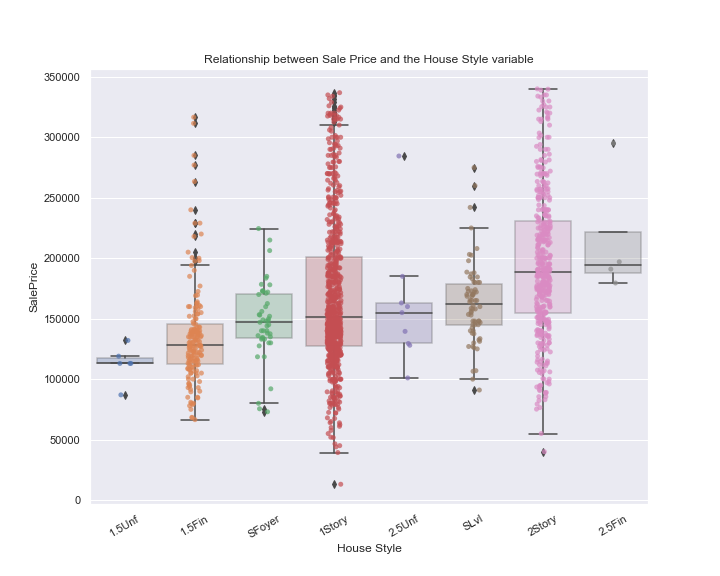 Relationship between Sale Price and the House Style variable
350000
300000
250000
200000
150000
100000
50000
0
SalePrice
1.5Unf
1.5Fin
SFoyer
1Story
2.5Unf
SLvl
2Story
2.5Fin
House Style